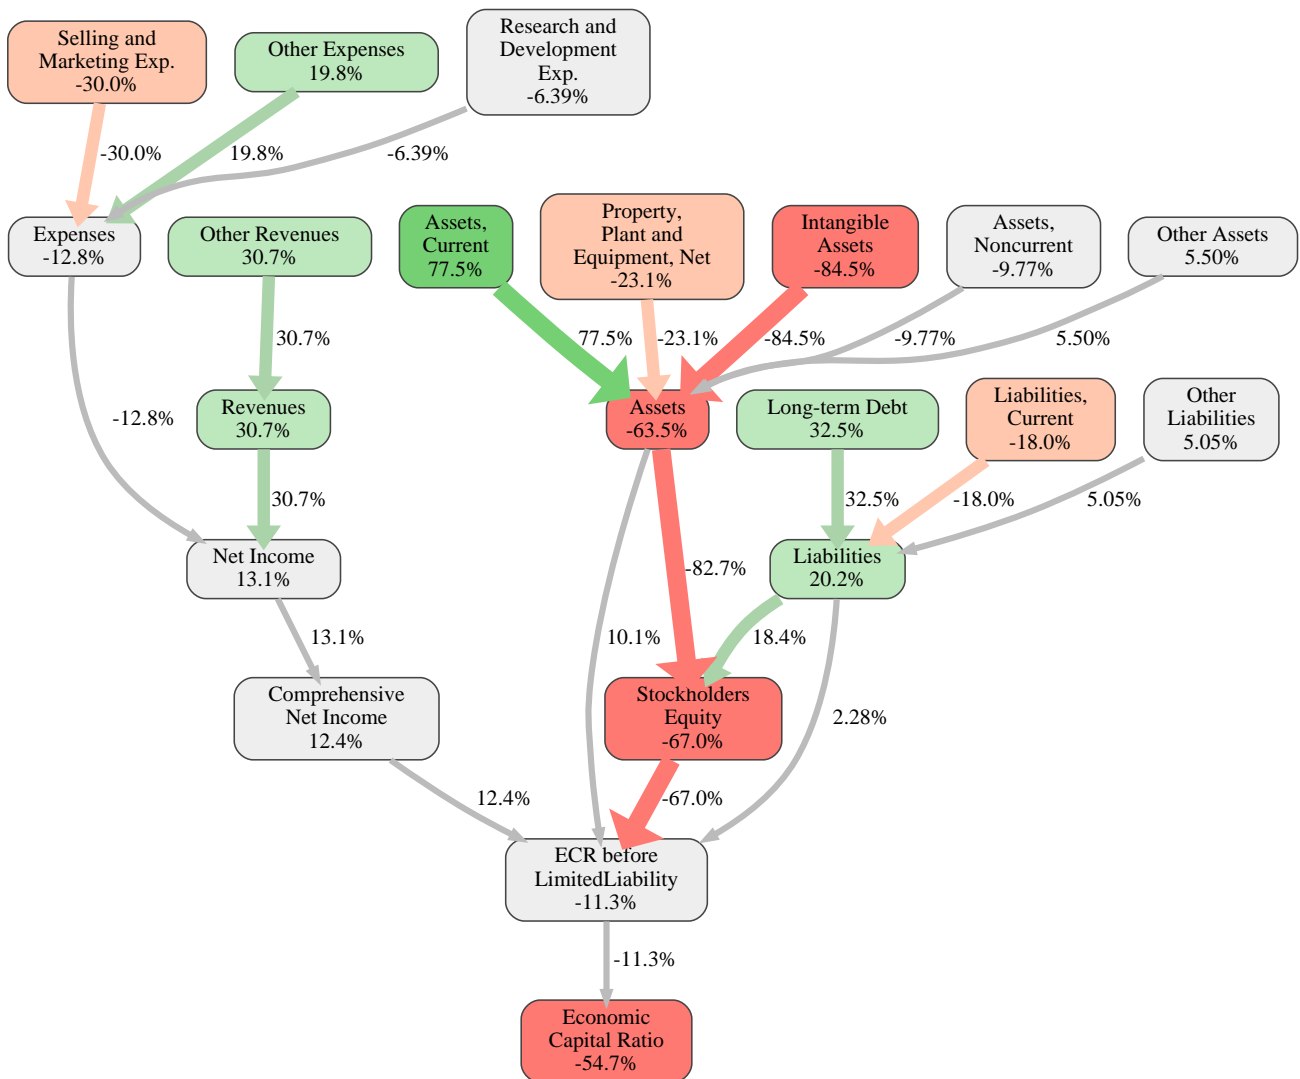 Selling and
Marketing Exp.
-30.0%
Other Expenses
19.8%
Research and
Development
Exp.
-6.39%
-30.0%
19.8%
-6.39%
Expenses
-12.8%
Other Revenues
30.7%
Assets,
Current
77.5%
Property,
Plant and
Equipment, Net
-23.1%
Intangible
Assets
-84.5%
Assets,
Noncurrent
-9.77%
Other Assets
5.50%
30.7%
77.5%
-23.1%
-84.5%
-9.77%
5.50%
-12.8%
Revenues
30.7%
Assets
-63.5%
Long-term Debt
32.5%
Liabilities,
Current
-18.0%
Other
Liabilities
5.05%
30.7%
32.5%
-18.0%
5.05%
Net Income
13.1%
-82.7%
Liabilities
20.2%
13.1%
10.1%
18.4%
Comprehensive
Net Income
12.4%
Stockholders
Equity
-67.0%
2.28%
12.4%
-67.0%
ECR before
LimitedLiability
-11.3%
-11.3%
Economic
Capital Ratio
-54.7%